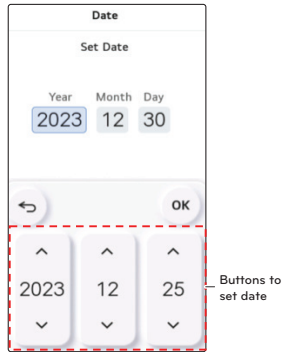 Date
Set Date
Year Month Day
2023 12 30
OK
2023 12 25
Buttons to
set date